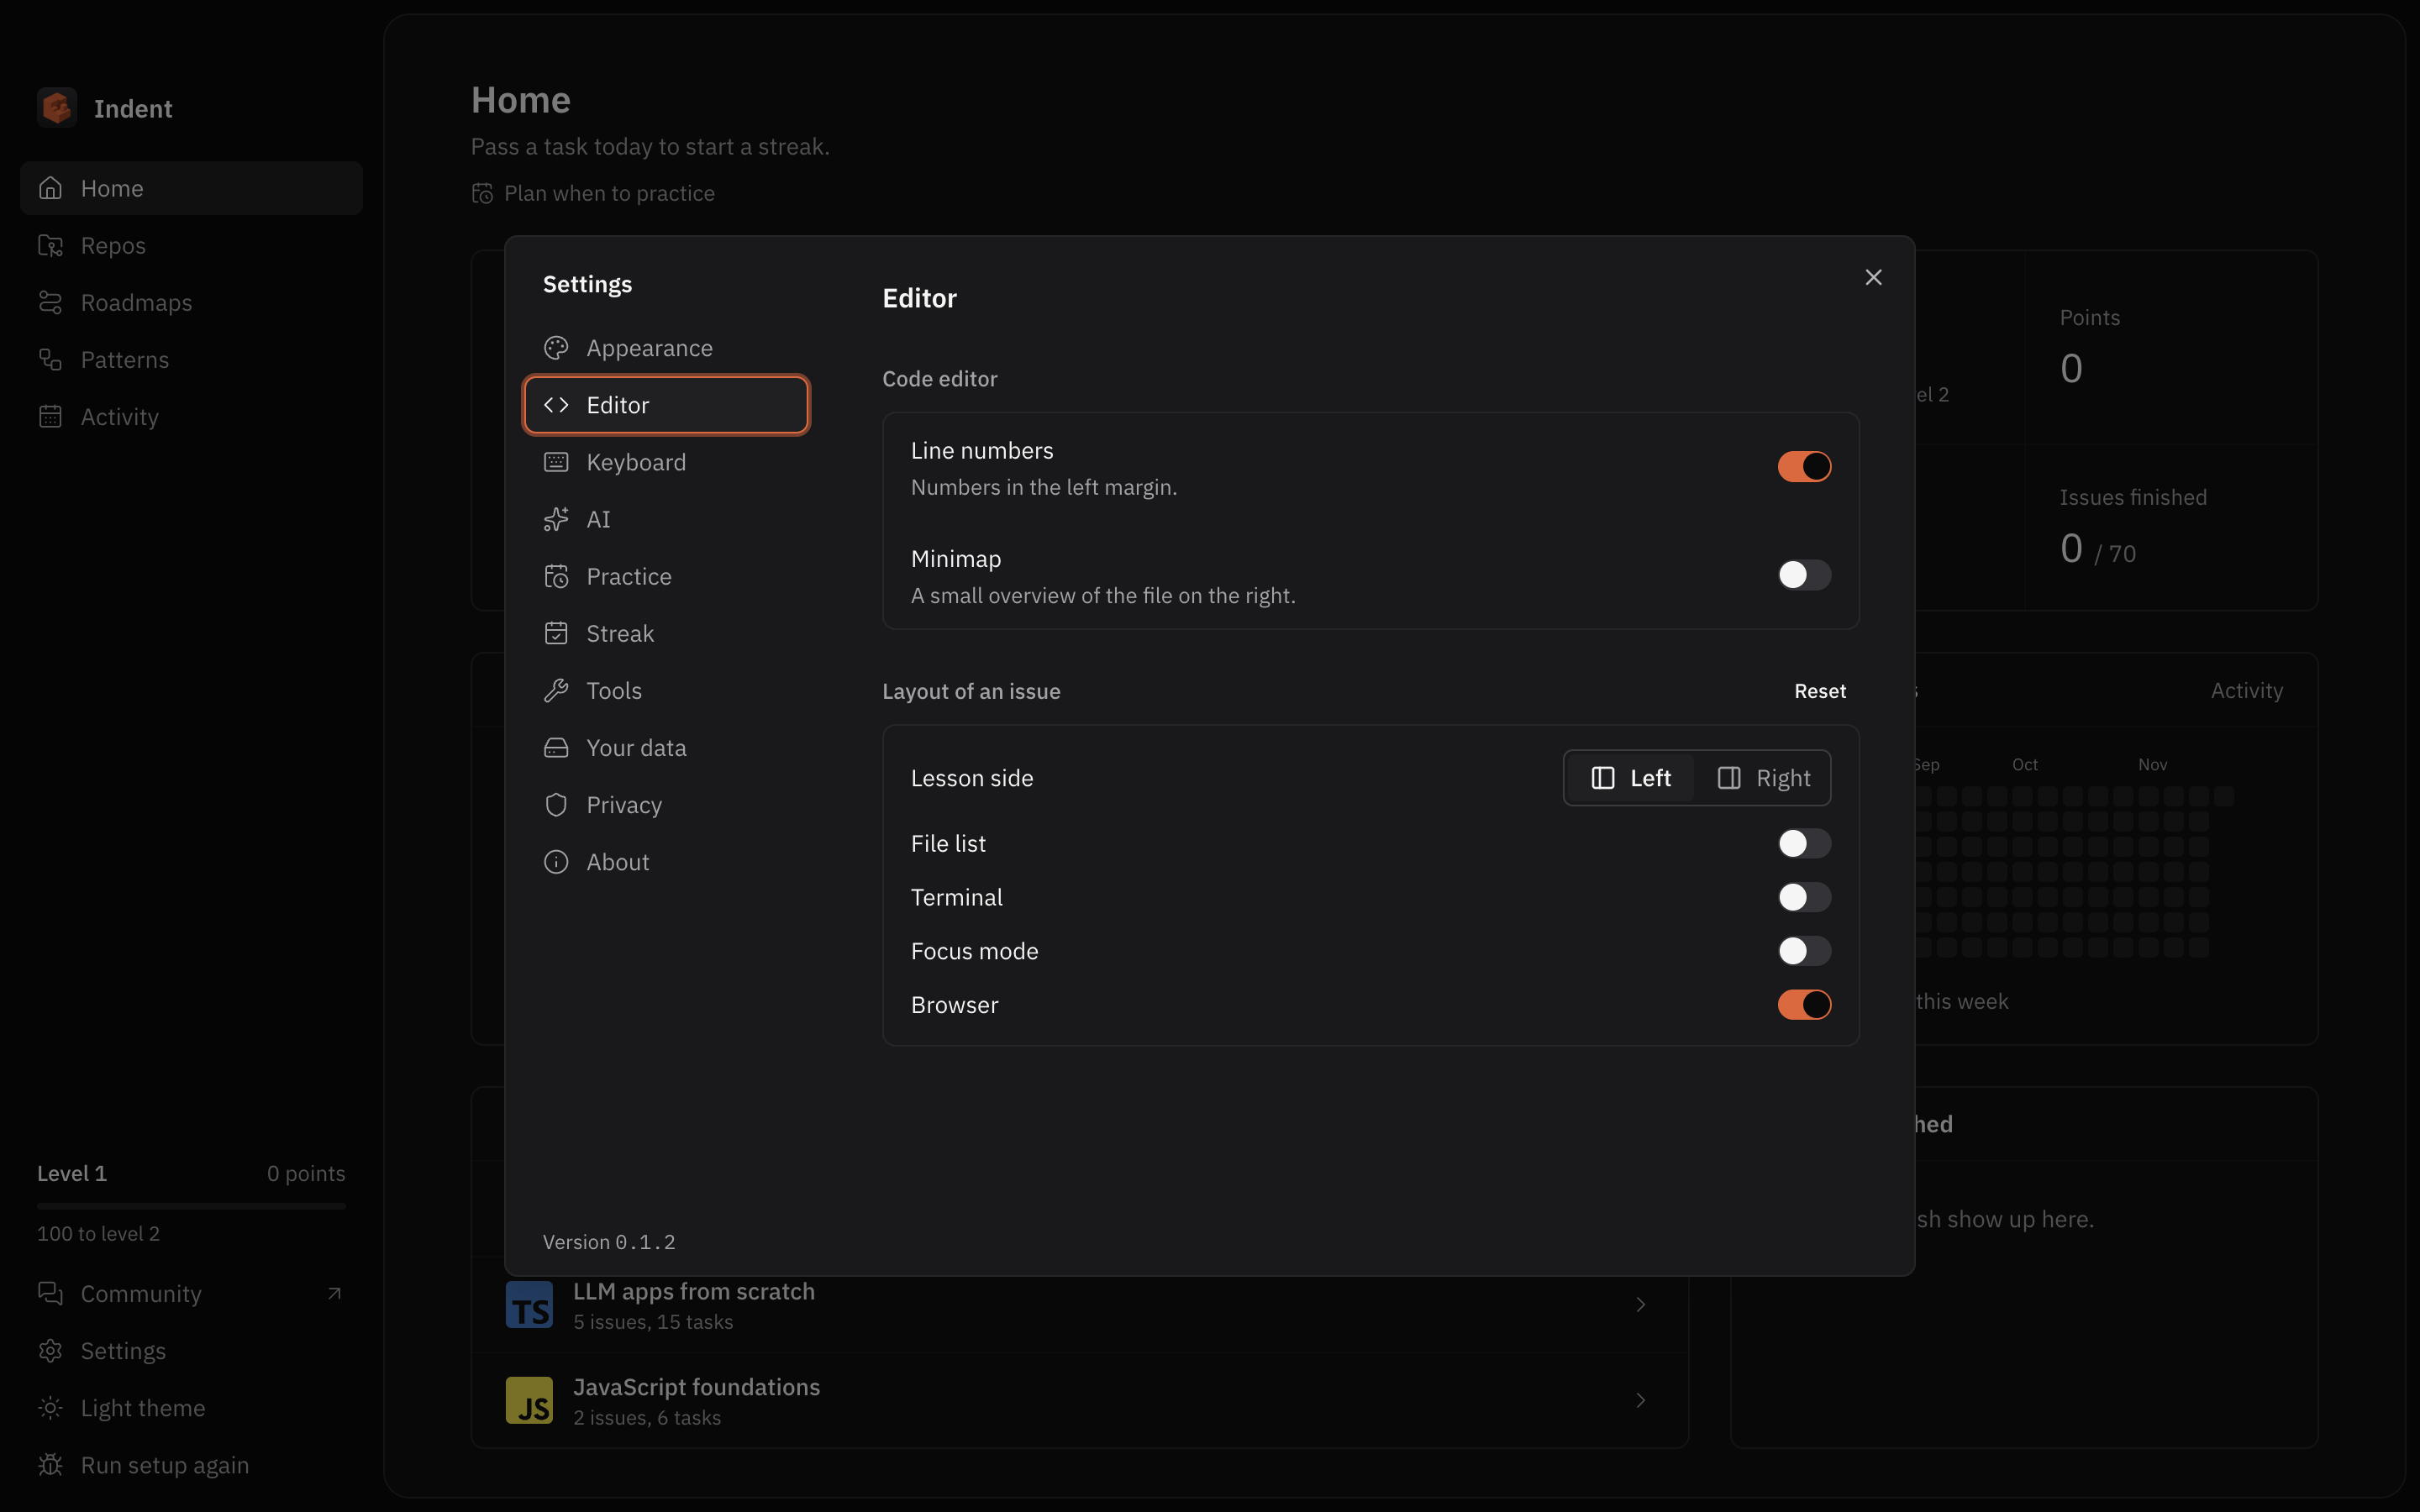 Indent
Home
Repos
Roadmaps
Patterns
Activity
Level 1
0 points
100 to level 2
Community
Settings
Light theme
Run setup again
Home
Pass a task today to start a streak.
Plan when to practice
Settings
Appearance
Editor
Keyboard
AI
Practice
Streak
Tools
Your data
Privacy
About
Version 0.1.2
Editor
Code editor
Line numbers
Numbers in the left margin.
Minimap
A small overview of the file on the right.
Layout of an issue
Reset
Lesson side
Left
Right
File list
Terminal
Focus mode
Browser
Points
0
2
Issues finished
0 / 70
Activity
Oct
Nov
this week
show up here.
TS
LLM apps from scratch
5 issues, 15 tasks
JS
JavaScript foundations
2 issues, 6 tasks